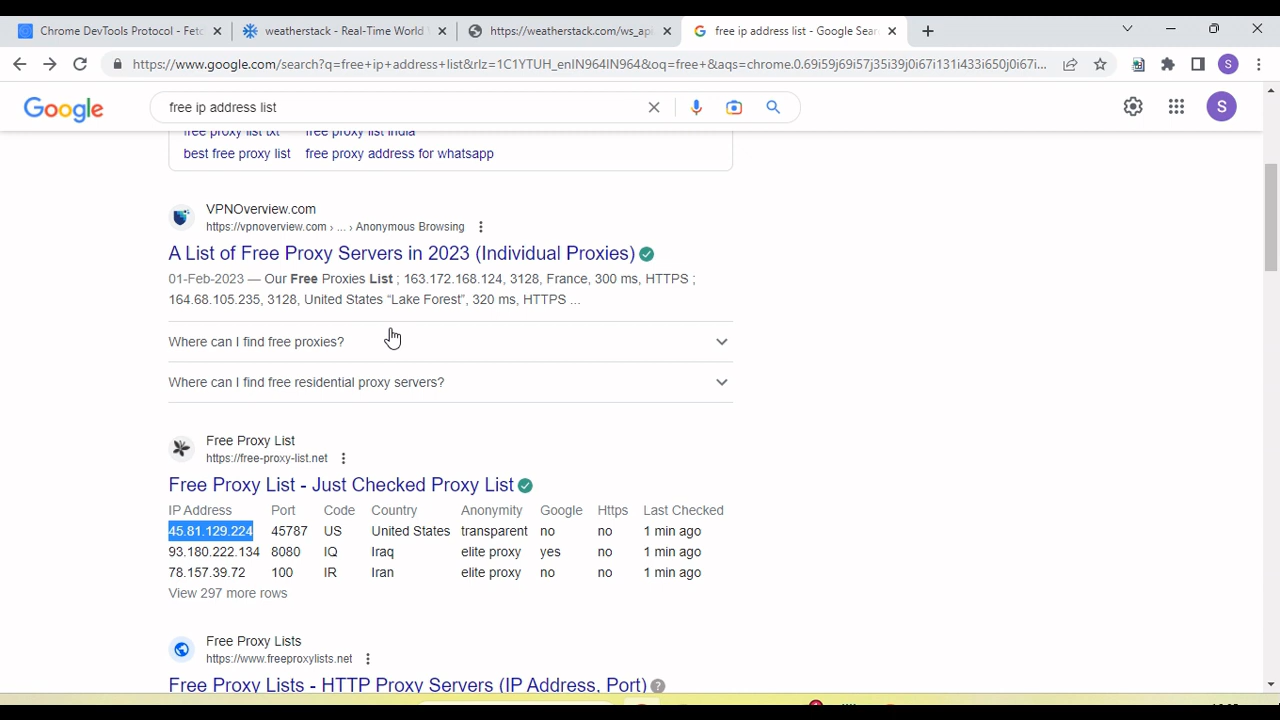 Chrome DevTools Protocol - Fetc
weatherstack - Real-Time World
https://weatherstack.com/ws_api
free ip address list - Google Sear
https://www.google.com/search?q=free+ip+address+list&rlz=1C1YTUH_enIN964IN964&oq=free+&aqs=chrome.0.69i59j69i57j35i39j0i67i131i433i650j0i67i...
S
Google
free ip address list
S
free proxy list txt free proxy list india
best free proxy list free proxy address for whatsapp
VPNOverview.com
https://vpnoverview.com › ... › Anonymous Browsing
A List of Free Proxy Servers in 2023 (Individual Proxies)
01-Feb-2023 — Our Free Proxies List ; 163.172.168.124, 3128, France, 300 ms, HTTPS ;
164.68.105.235, 3128, United States “Lake Forest”, 320 ms, HTTPS ...
Where can I find free proxies?
Where can I find free residential proxy servers?
Free Proxy List
https://free-proxy-list.net
Free Proxy List - Just Checked Proxy List
IP Address Port Code Country Anonymity Google Https Last Checked
45.81.129.224 45787 US United States transparent no no 1 min ago
93.180.222.134 8080 IQ Iraq elite proxy yes no 1 min ago
78.157.39.72 100 IR Iran elite proxy no no 1 min ago
View 297 more rows
Free Proxy Lists
https://www.freeproxylists.net
Free Proxy Lists - HTTP Proxy Servers (IP Address, Port)